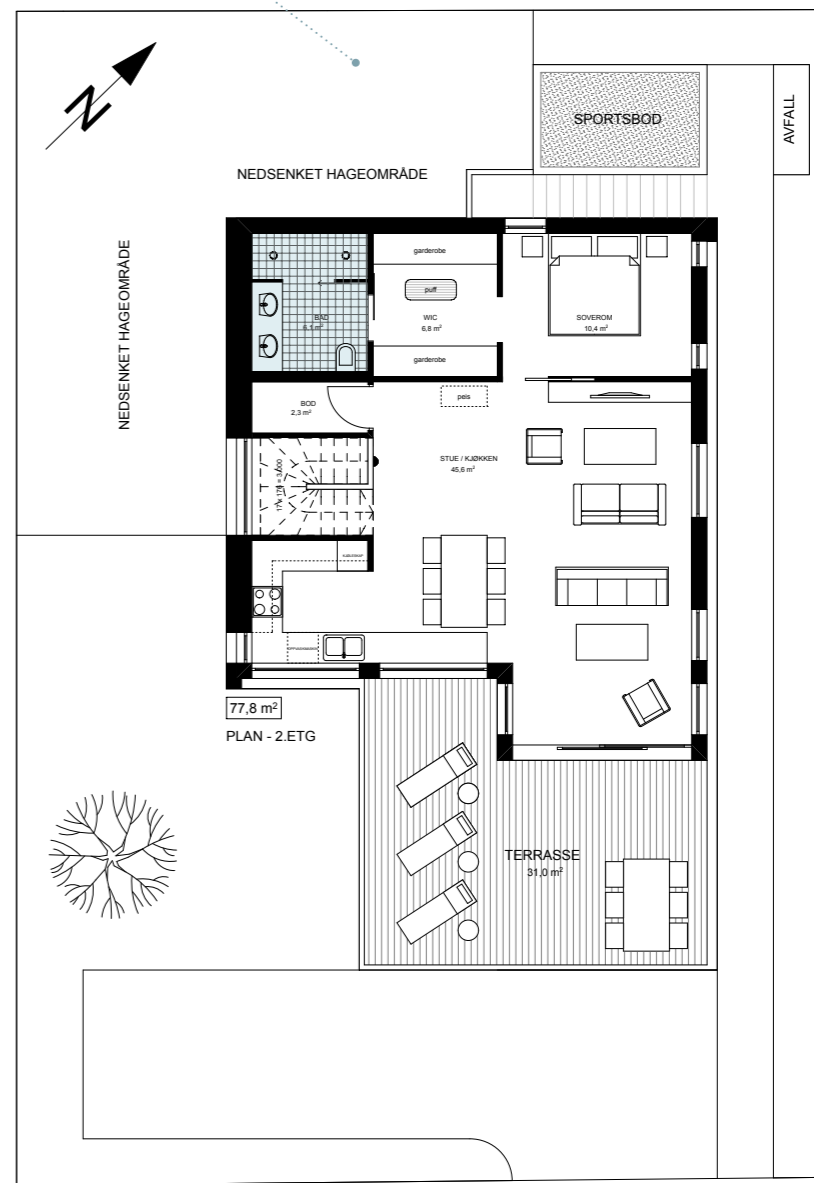 N
SPORTSBOD
AVFALL
NEDSENKET HAGEOMRÅDE
NEDSENKET HAGEOMRÅDE
garderobe
puff
BAD
6,1 m²
WIC
6,8 m²
SOVEROM
10,4 m²
garderobe
peis
BOD
2,3 m²
STUE / KJØKKEN
45,6 m²
77,8 m²
PLAN - 2.ETG
TERRASSE
31,0 m²